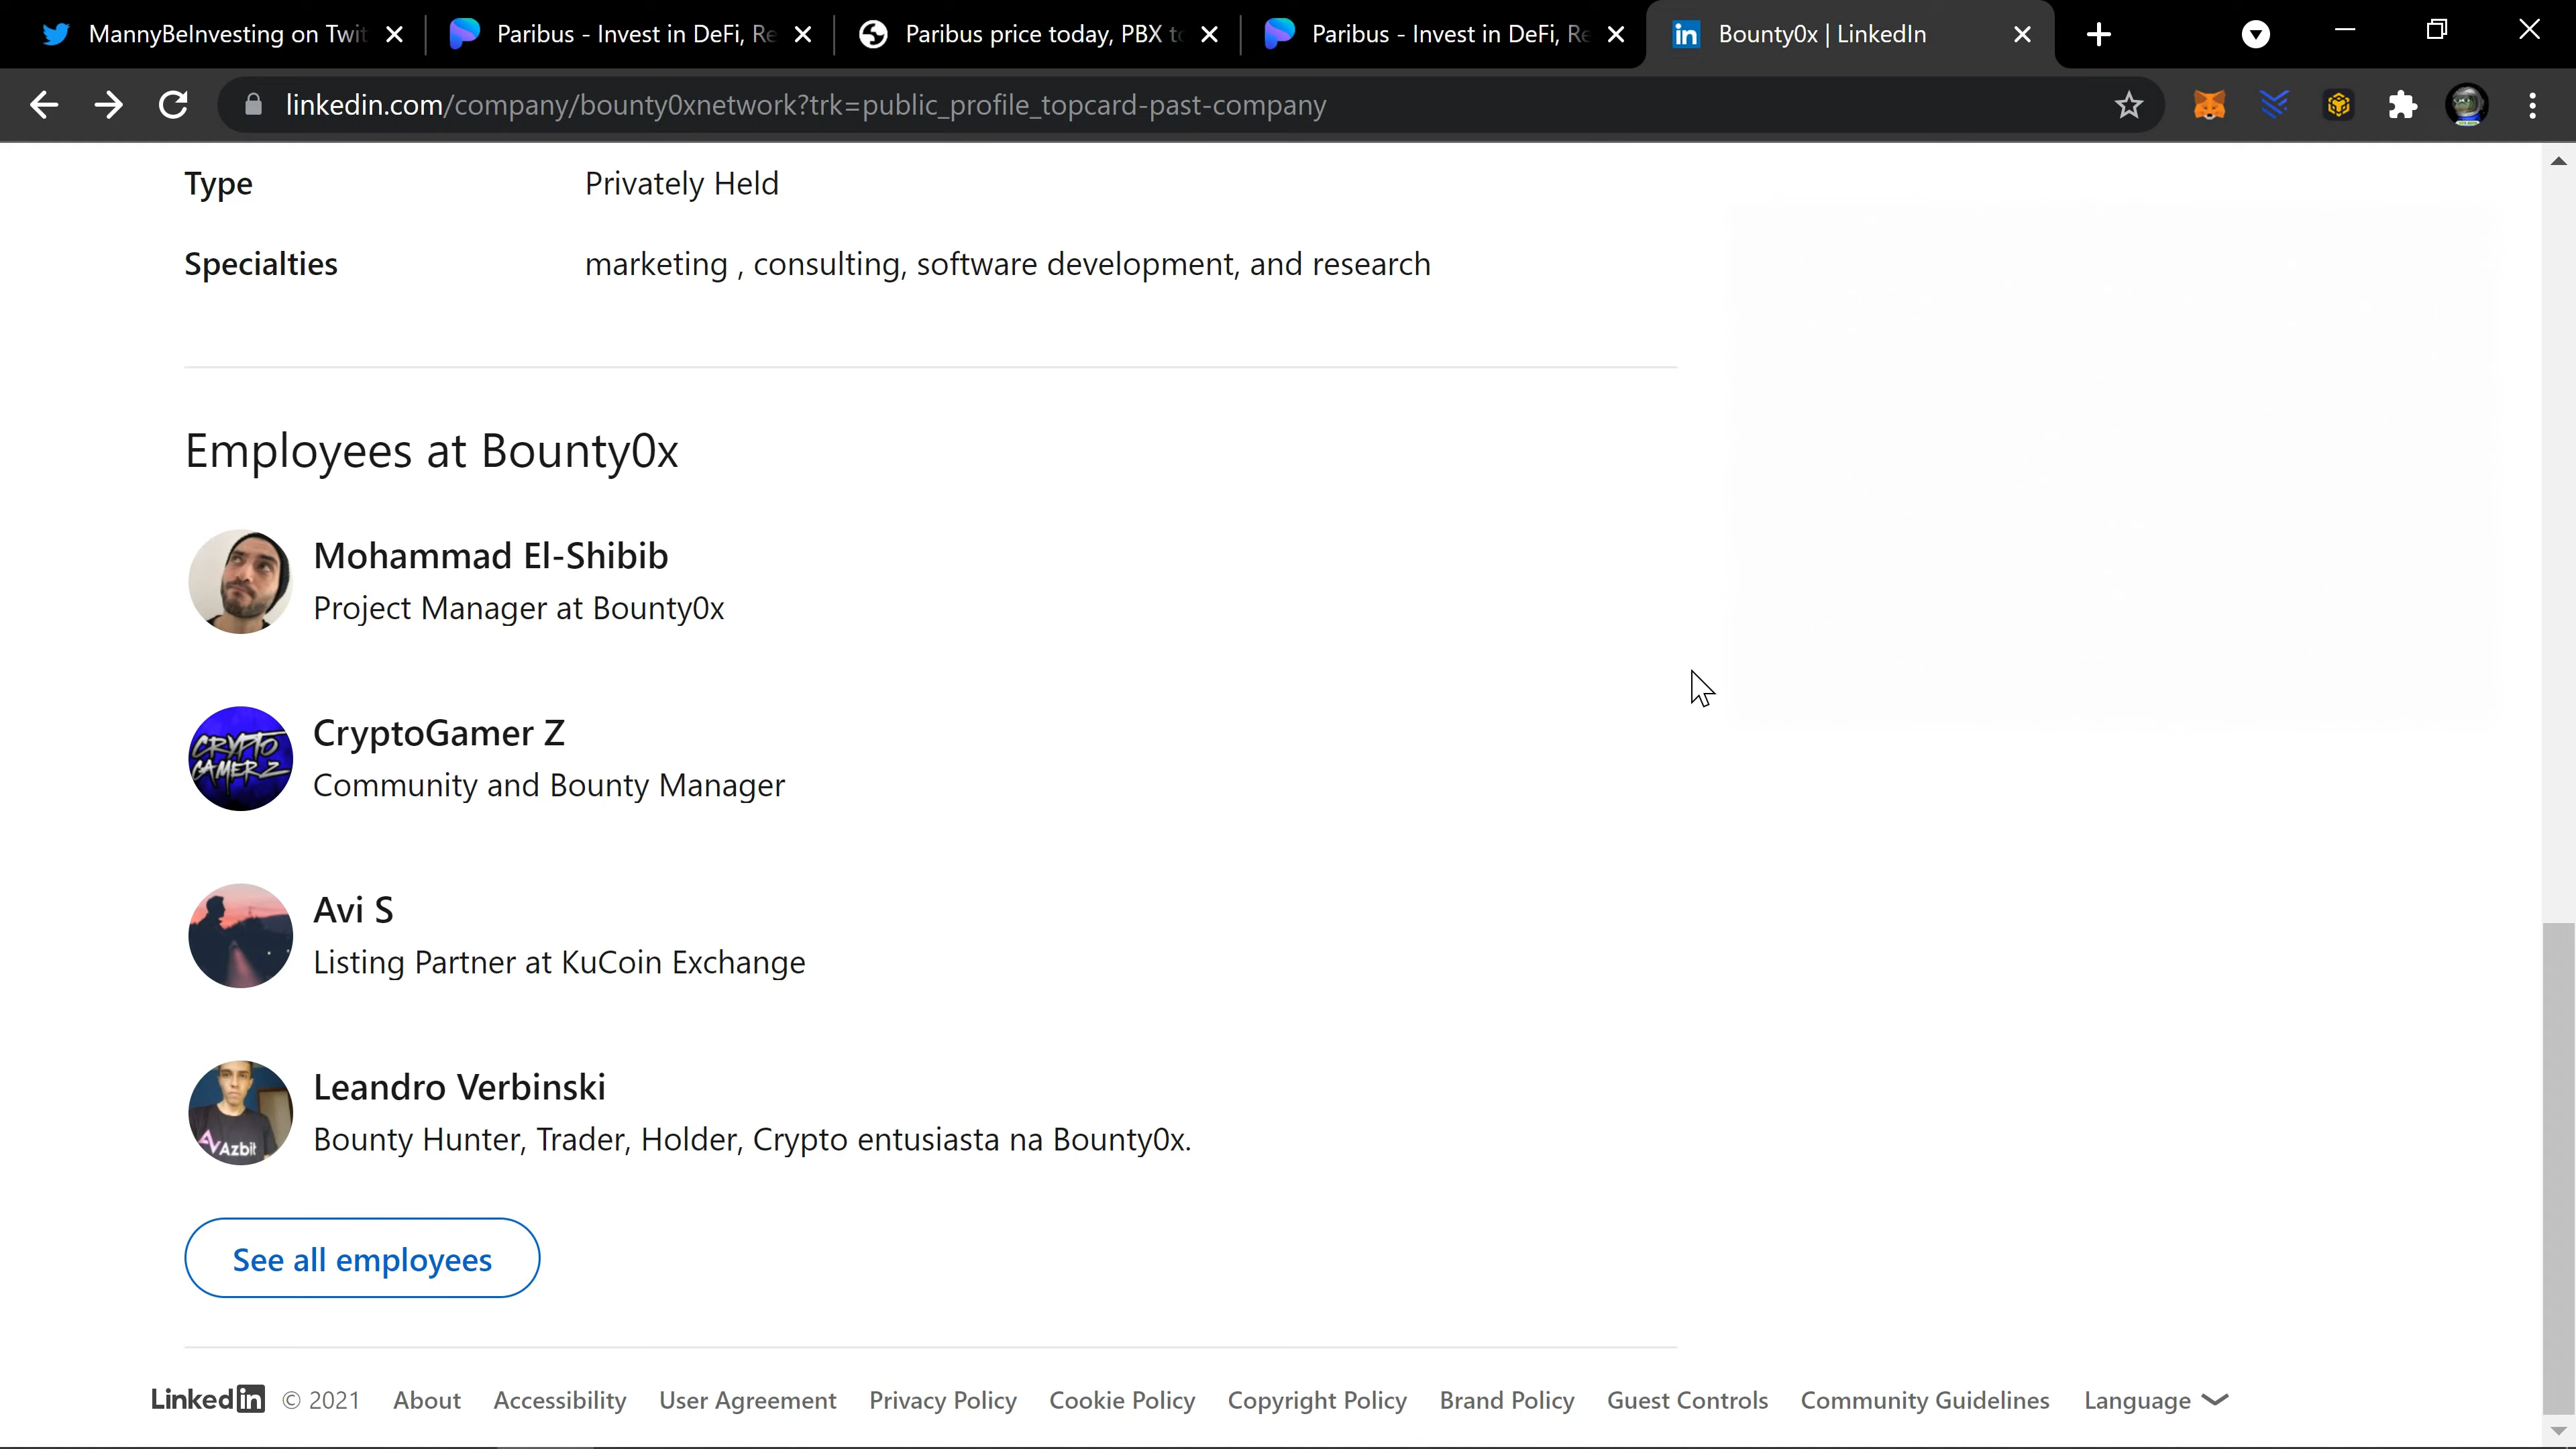 MannyBeInvesting on Twit
Paribus - Invest in DeFi, Re
Paribus price today, PBX to
Paribus - Invest in DeFi, Re
Bounty0x | LinkedIn
linkedin.com/company/bounty0xnetwork?trk=public_profile_topcard-past-company
Type Privately Held
Specialties marketing , consulting, software development, and research
Employees at Bounty0x
Mohammad El-Shibib
Project Manager at Bounty0x
CRYPTO
GAMERZ
CryptoGamer Z
Community and Bounty Manager
Avi S
Listing Partner at KuCoin Exchange
Azbit
Leandro Verbinski
Bounty Hunter, Trader, Holder, Crypto entusiasta na Bounty0x.
See all employees
LinkedIn © 2021 About Accessibility User Agreement Privacy Policy Cookie Policy Copyright Policy Brand Policy Guest Controls Community Guidelines Language